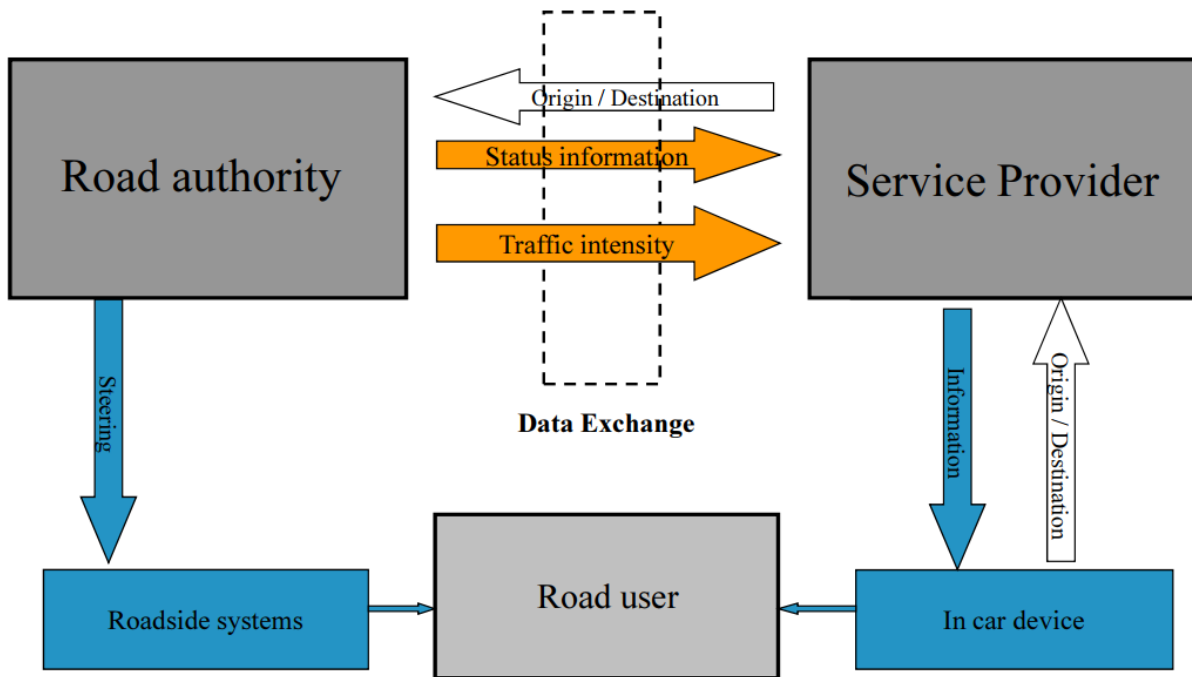 Origin / Destination
Road authority
Status information
Service Provider
Traffic intensity
Steering
Information
Origin / Destination
Data Exchange
Roadside systems
Road user
In car device